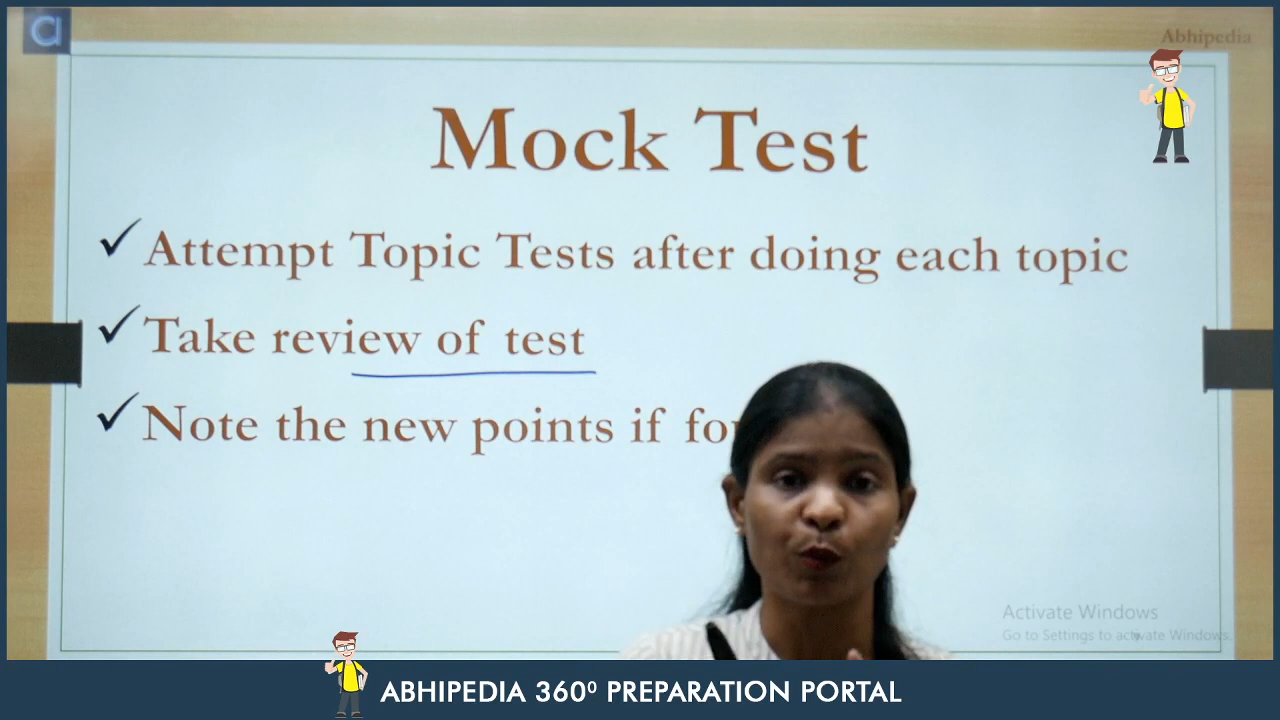 Abhipedia
Mock Test
Attempt Topic Tests after doing each topic
Take review of test
Note the new points if
Activate Windows
Go to Settings to activate Windows.
ABHIPEDIA 360⁰ PREPARATION PORTAL